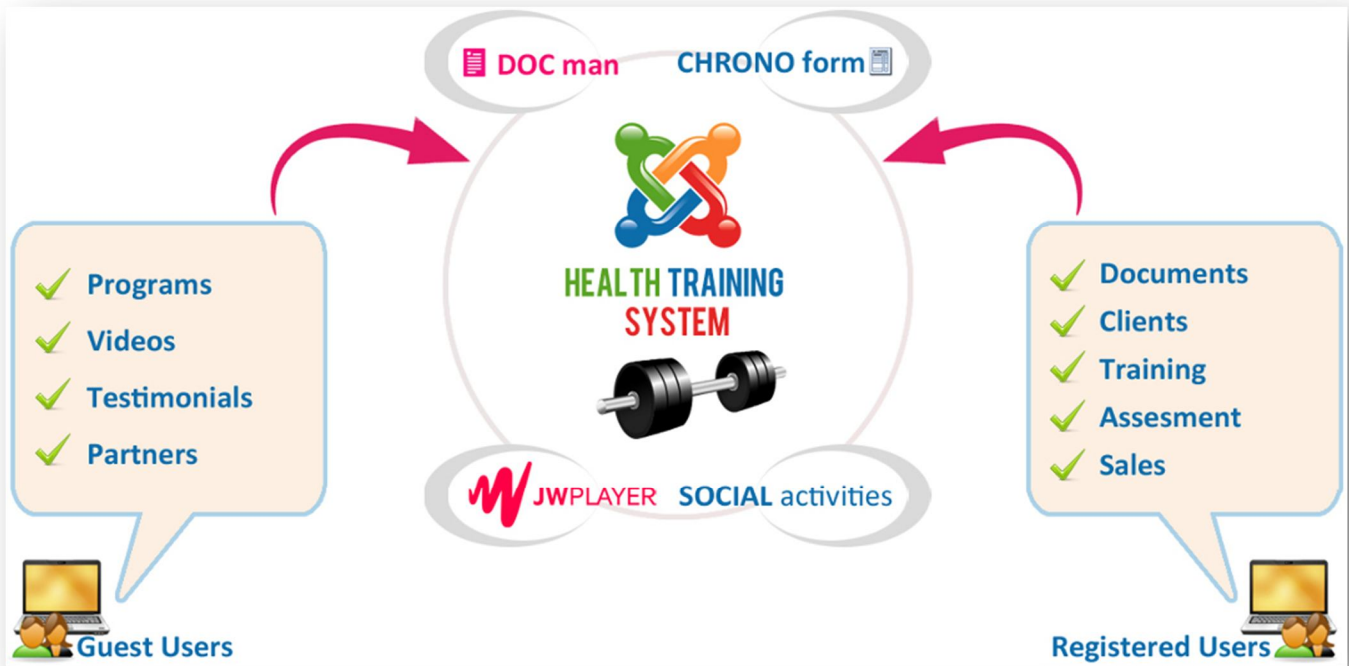 DOC man
CHRONO form
HEALTH TRAINING
SYSTEM
Programs
Videos
Testimonials
Partners
Documents
Clients
Training
Assesment
Sales
JWPLAYER
SOCIAL activities
Guest Users
Registered Users